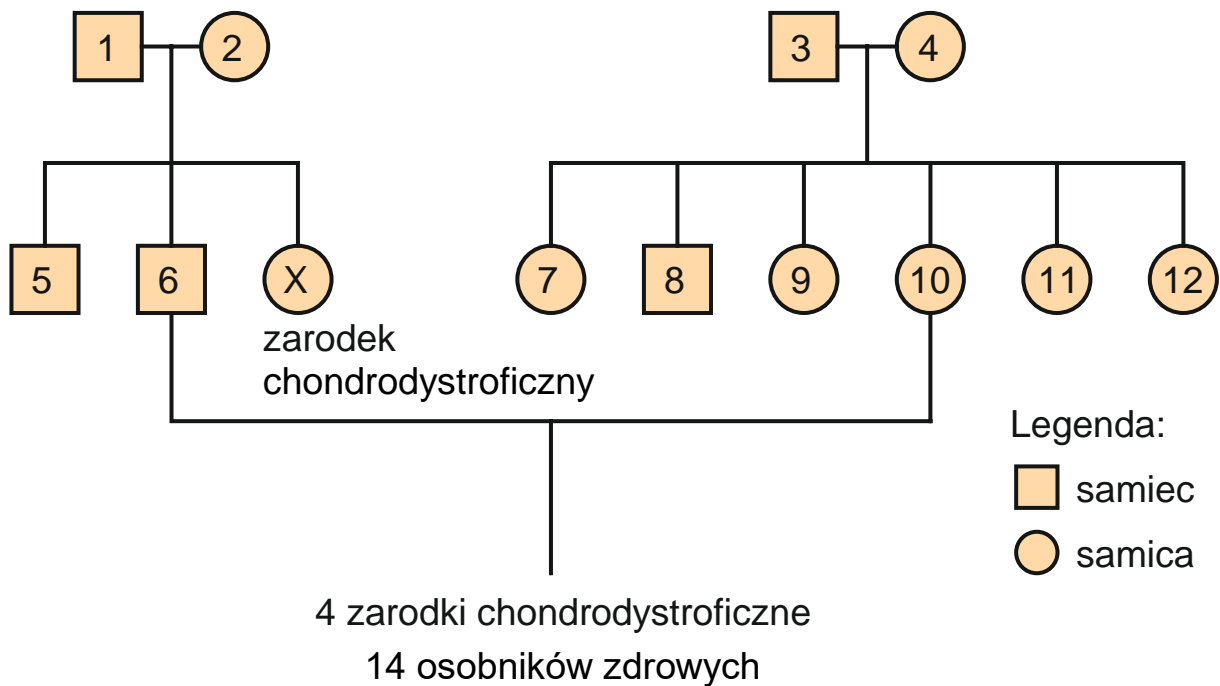 1 2 3 4
5 6 X 7 8 9 10 11 12
zarodek
chondrodystroficzny
Legenda:
samiec
samica
4 zarodki chondrodystroficzne
14 osobników zdrowych